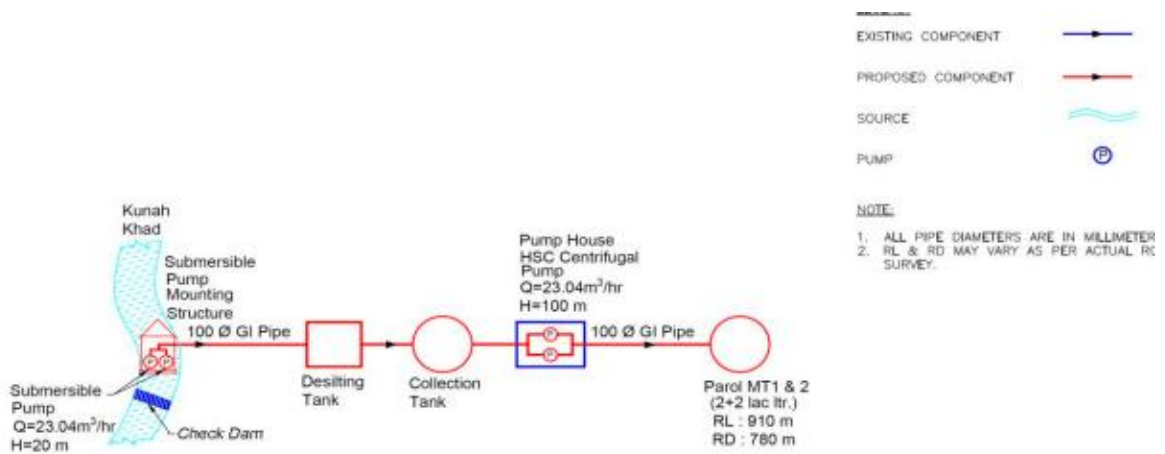 EXISTING COMPONENT
PROPOSED COMPONENT
SOURCE
PUMP
P
NOTE:
1. ALL PIPE DIAMETERS ARE IN MILLIMETER
2. RL & RD MAY VARY AS PER ACTUAL
SURVEY.
Kunah
Khad
Submersible
Pump
Mounting
Structure
100 Ø GI Pipe
P P
Submersible
Pump
Q=23.04m³/hr
H=20 m
Check Dam
Desilting
Tank
Collection
Tank
Pump House
HSC Centrifugal
Pump
Q=23.04m³/hr
H=100 m
P
P
100 Ø GI Pipe
Parol MT1 & 2
(2+2 lac ltr.)
RL : 910 m
RD : 780 m